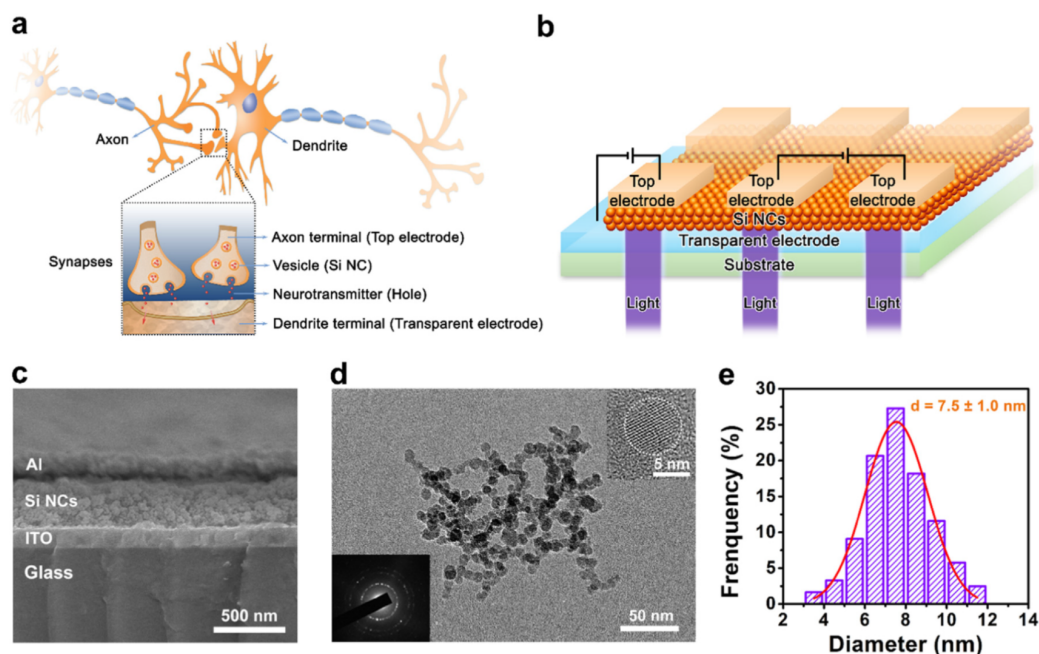 a
Axon
Dendrite
Synapses
Axon terminal (Top electrode)
Vesicle (Si NC)
Neurotransmitter (Hole)
Dendrite terminal (Transparent electrode)
b
Top
electrode
Top
electrode
Top
electrode
Si NCs
Transparent electrode
Substrate
Light
Light
Light
c
Al
Si NCs
ITO
Glass
500 nm
d
5 nm
50 nm
e
d = 7.5 ± 1.0 nm
Frenquency (%)
30
25
20
15
10
5
0
2
4
6
8
10
12
14
Diameter (nm)